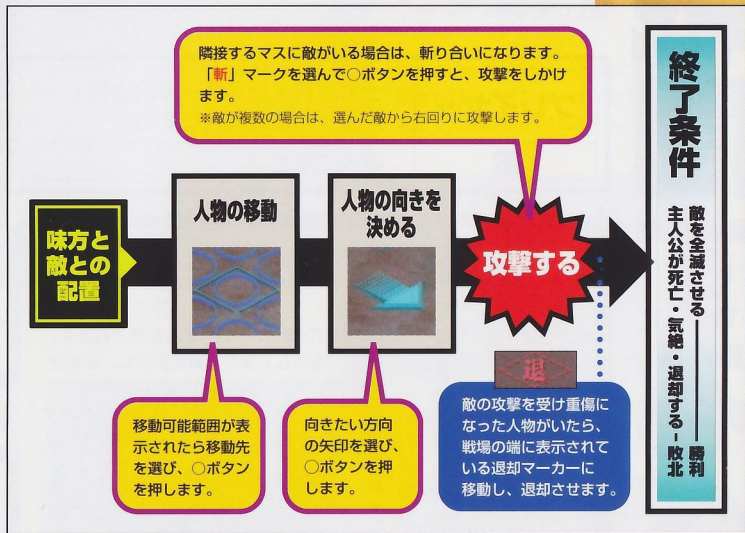 隣接するマスに敵がいる場合は、斬り合いになります。
「斬」マークを選んで○ボタンを押すと、攻撃をしかけ
ます。
※敵が複数の場合は、選んだ敵から右回りに攻撃します。
味方と
敵との
配置
人物の移動
人物の向きを
決める
攻撃する
退
移動可能範囲が表
示されたら移動先
を選び、○ボタン
を押します。
向きたい方向
の矢印を選び、
○ボタンを押
します。
敵の攻撃を受け重傷に
なった人物がいたら、
戦場の端に表示されて
いる退却マーカーに
移動し、退却させます。
終了条件
敵を全滅させる――勝利
主人公が死亡・気絶・退却する-敗北